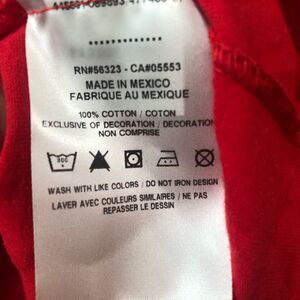 RN#56323 - CA#05553
MADE IN MEXICO
FABRIQUE AU MEXIQUE
100% COTTON / COTON
EXCLUSIVE OF DECORATION / DECORATION
NON COMPRISE
WASH WITH LIKE COLORS / DO NOT IRON DESIGN
LAVER AVEC COULEURS SIMILAIRES / NE PAS
REPASSER LE DESSIN